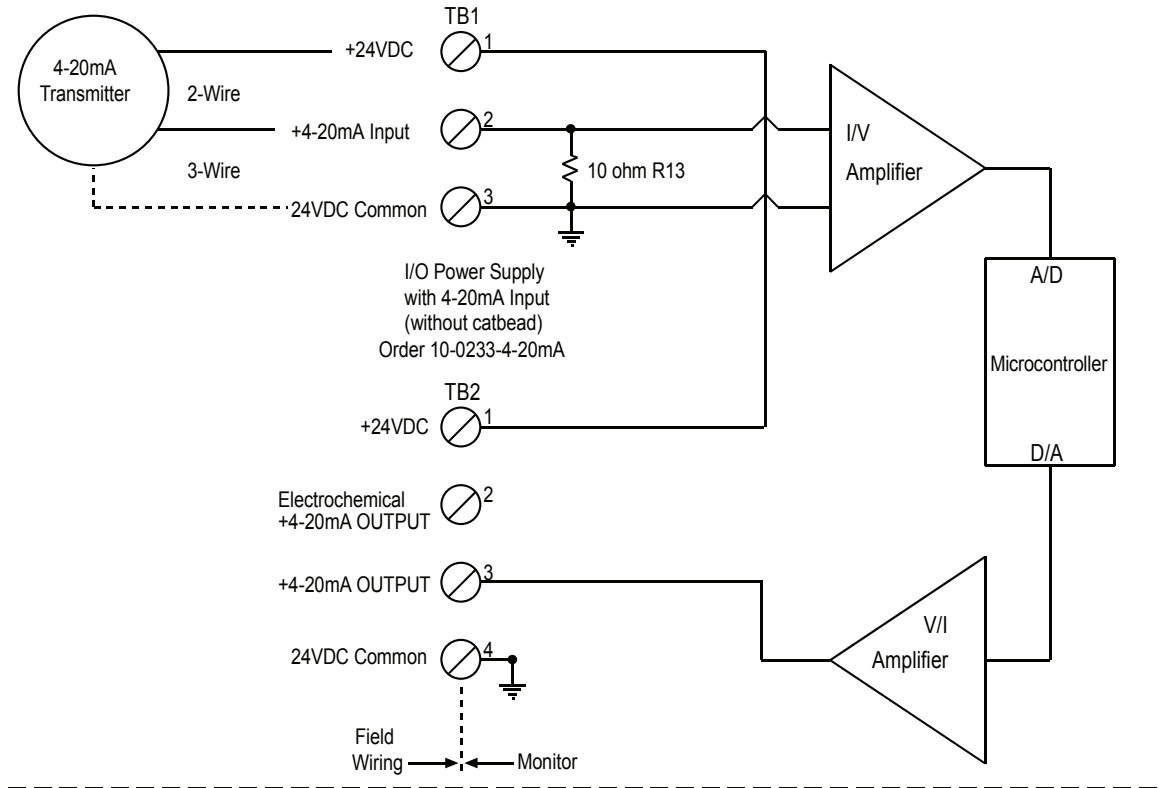 TB1
4-20mA
Transmitter
+24VDC
1
2-Wire
+4-20mA Input
2
3-Wire
10 ohm R13
24VDC Common
3
I/V
Amplifier
I/O Power Supply
with 4-20mA Input
(without catbead)
Order 10-0233-4-20mA
A/D
Microcontroller
D/A
TB2
+24VDC
1
Electrochemical
+4-20mA OUTPUT
2
+4-20mA OUTPUT
3
V/I
Amplifier
24VDC Common
4
Field
Wiring
Monitor